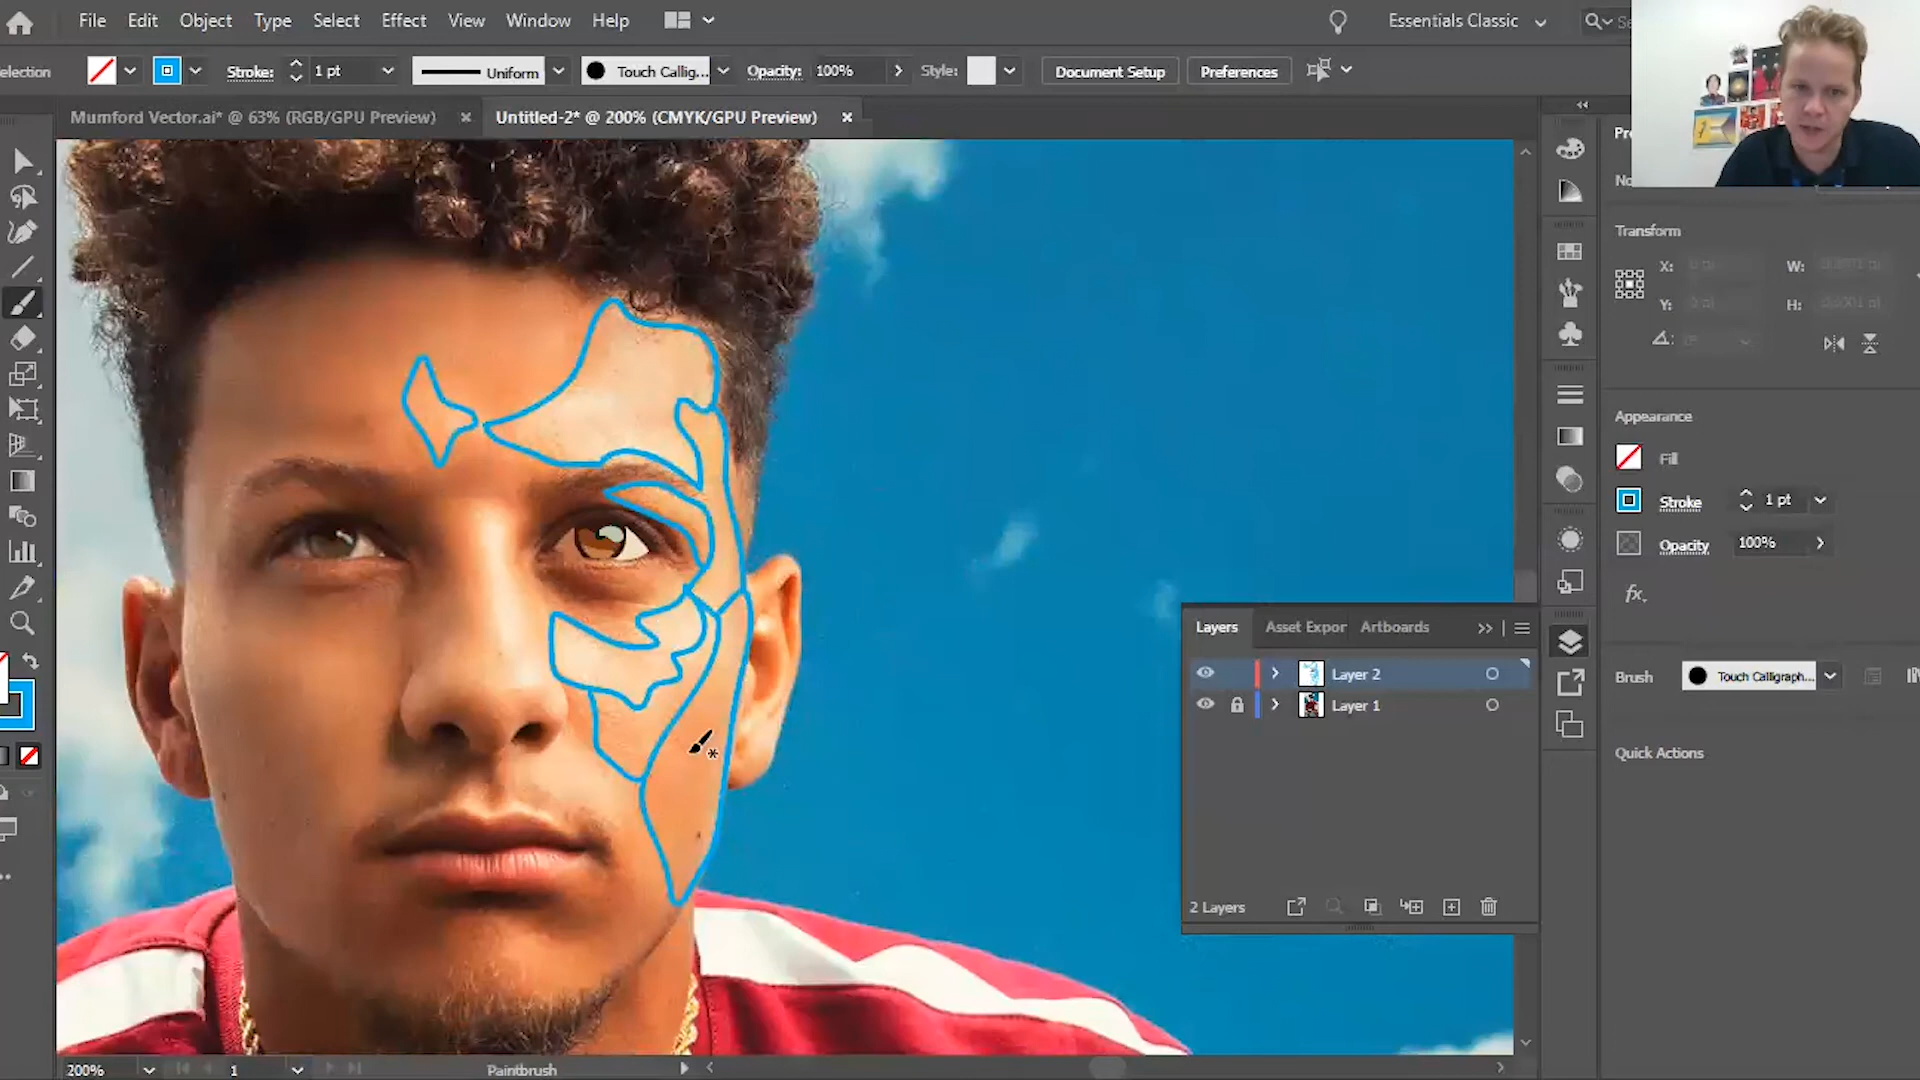 File Edit Object Type Select Effect View Window Help
Essentials Classic
election Stroke: 1 pt Uniform Touch Callig... Opacity: 100% Style: Document Setup Preferences
Mumford Vector.ai* @ 63% (RGB/GPU Preview) Untitled-2* @ 200% (CMYK/GPU Preview)
Transform
X: W:
Y: H:
Appearance
Fill
Stroke 1 pt
Opacity 100%
fx.
Layers Asset Expor Artboards
Layer 2
Layer 1
Brush Touch Calligraph...
Quick Actions
2 Layers
200% 1 Paintbrush